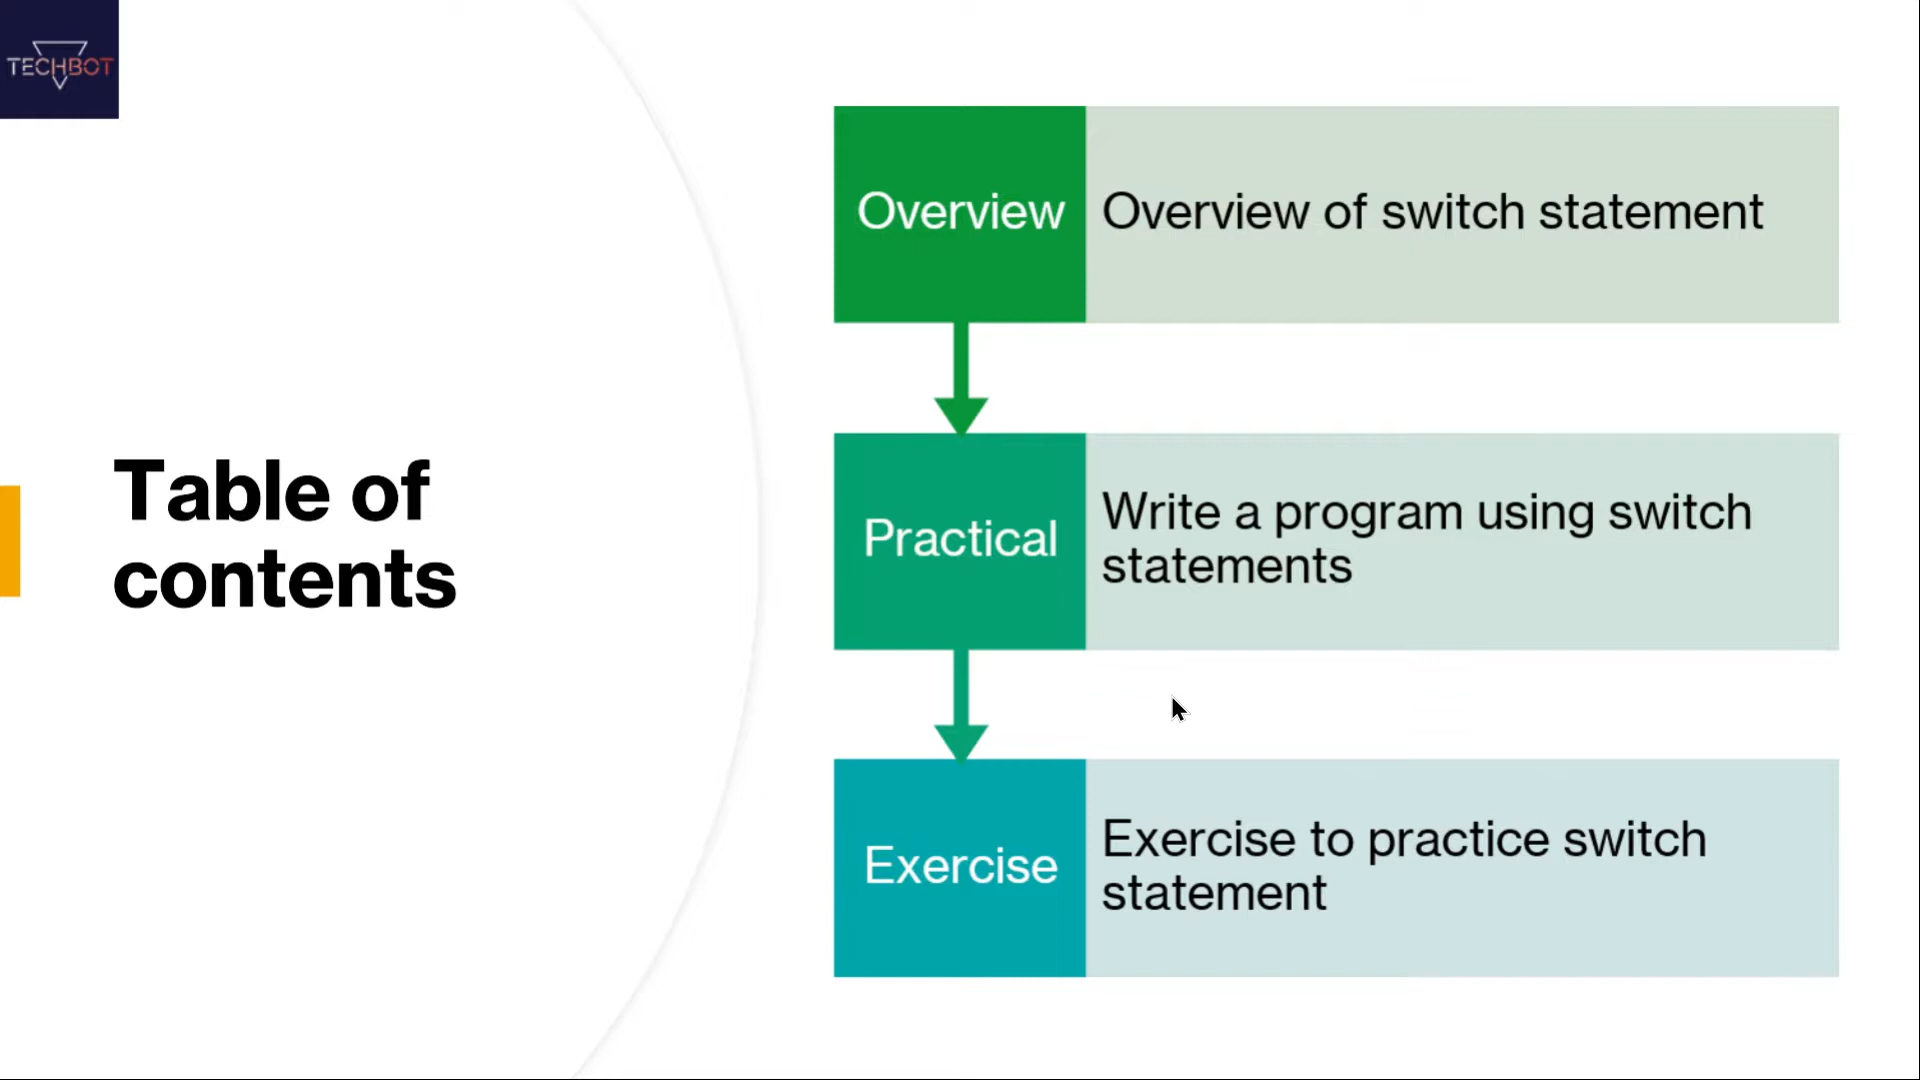 TECHBOT
Table of
contents
Overview
Overview of switch statement
Practical
Write a program using switch
statements
Exercise
Exercise to practice switch
statement